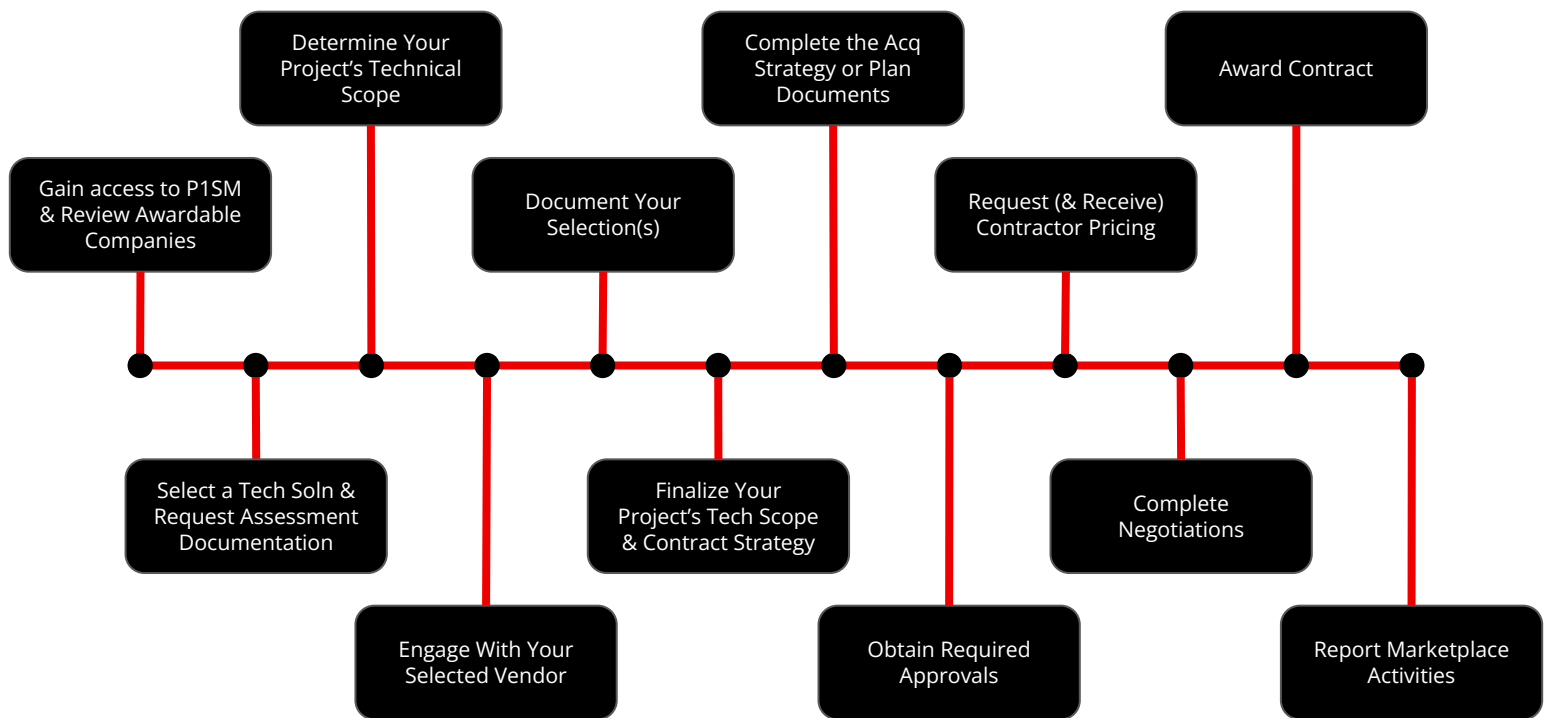 Gain access to P1SM
& Review Awardable
Companies
Select a Tech Soln &
Request Assessment
Documentation
Determine Your
Project’s Technical
Scope
Engage With Your
Selected Vendor
Document Your
Selection(s)
Finalize Your
Project’s Tech Scope
& Contract Strategy
Complete the Acq
Strategy or Plan
Documents
Obtain Required
Approvals
Request (& Receive)
Contractor Pricing
Complete
Negotiations
Award Contract
Report Marketplace
Activities